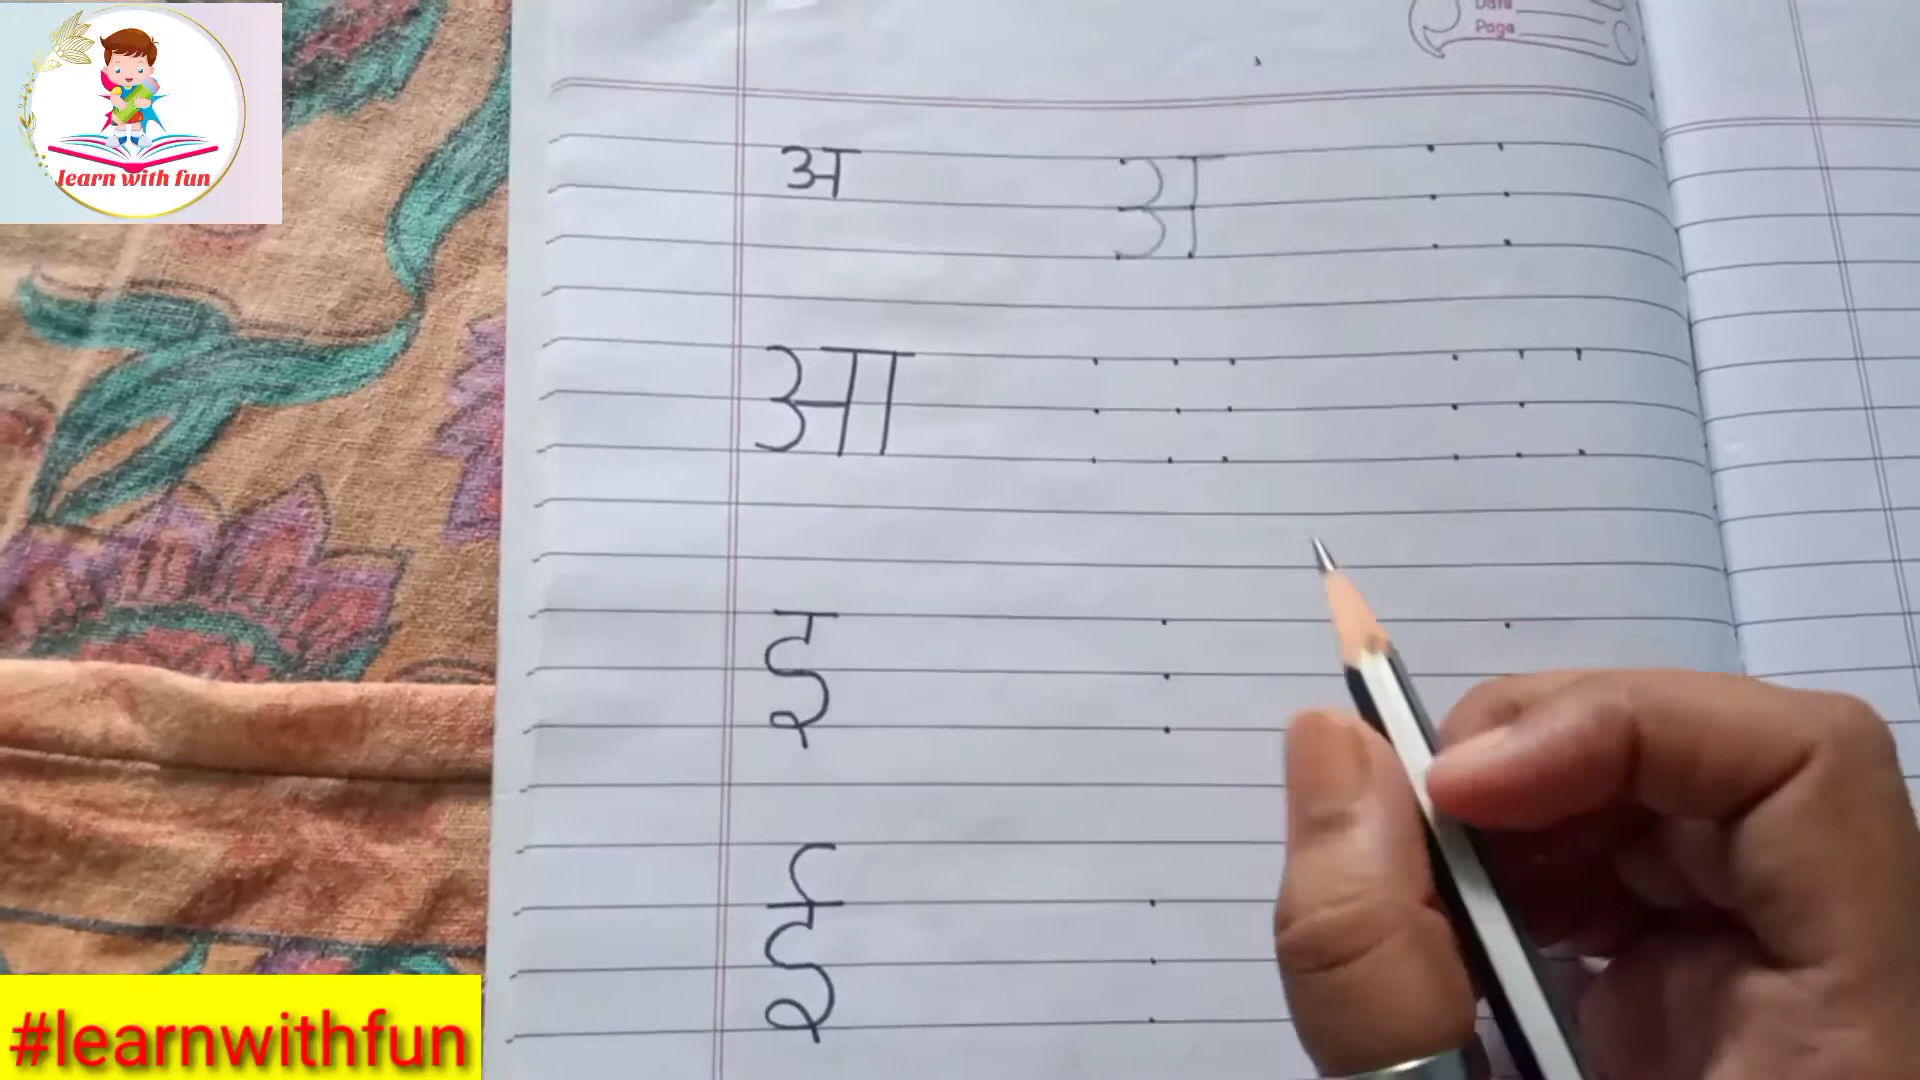 Date
Page
learn with fun
अ अ
आ
इ
ई
#learnwithfun